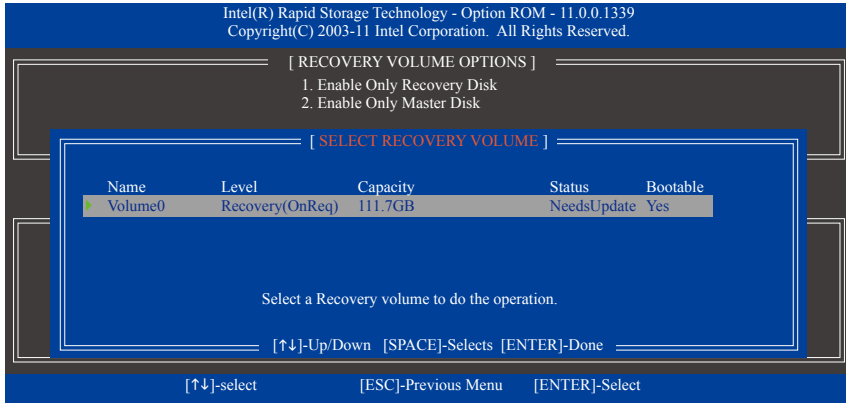 Intel(R) Rapid Storage Technology - Option ROM - 11.0.0.1339
Copyright(C) 2003-11 Intel Corporation. All Rights Reserved.
[ RECOVERY VOLUME OPTIONS ]
1. Enable Only Recovery Disk
2. Enable Only Master Disk
[ SELECT RECOVERY VOLUME ]
Name Level Capacity Status Bootable
Volume0 Recovery(OnReq) 111.7GB NeedsUpdate Yes
Select a Recovery volume to do the operation.
[↑↓]-Up/Down [SPACE]-Selects [ENTER]-Done
[↑↓]-select [ESC]-Previous Menu [ENTER]-Select